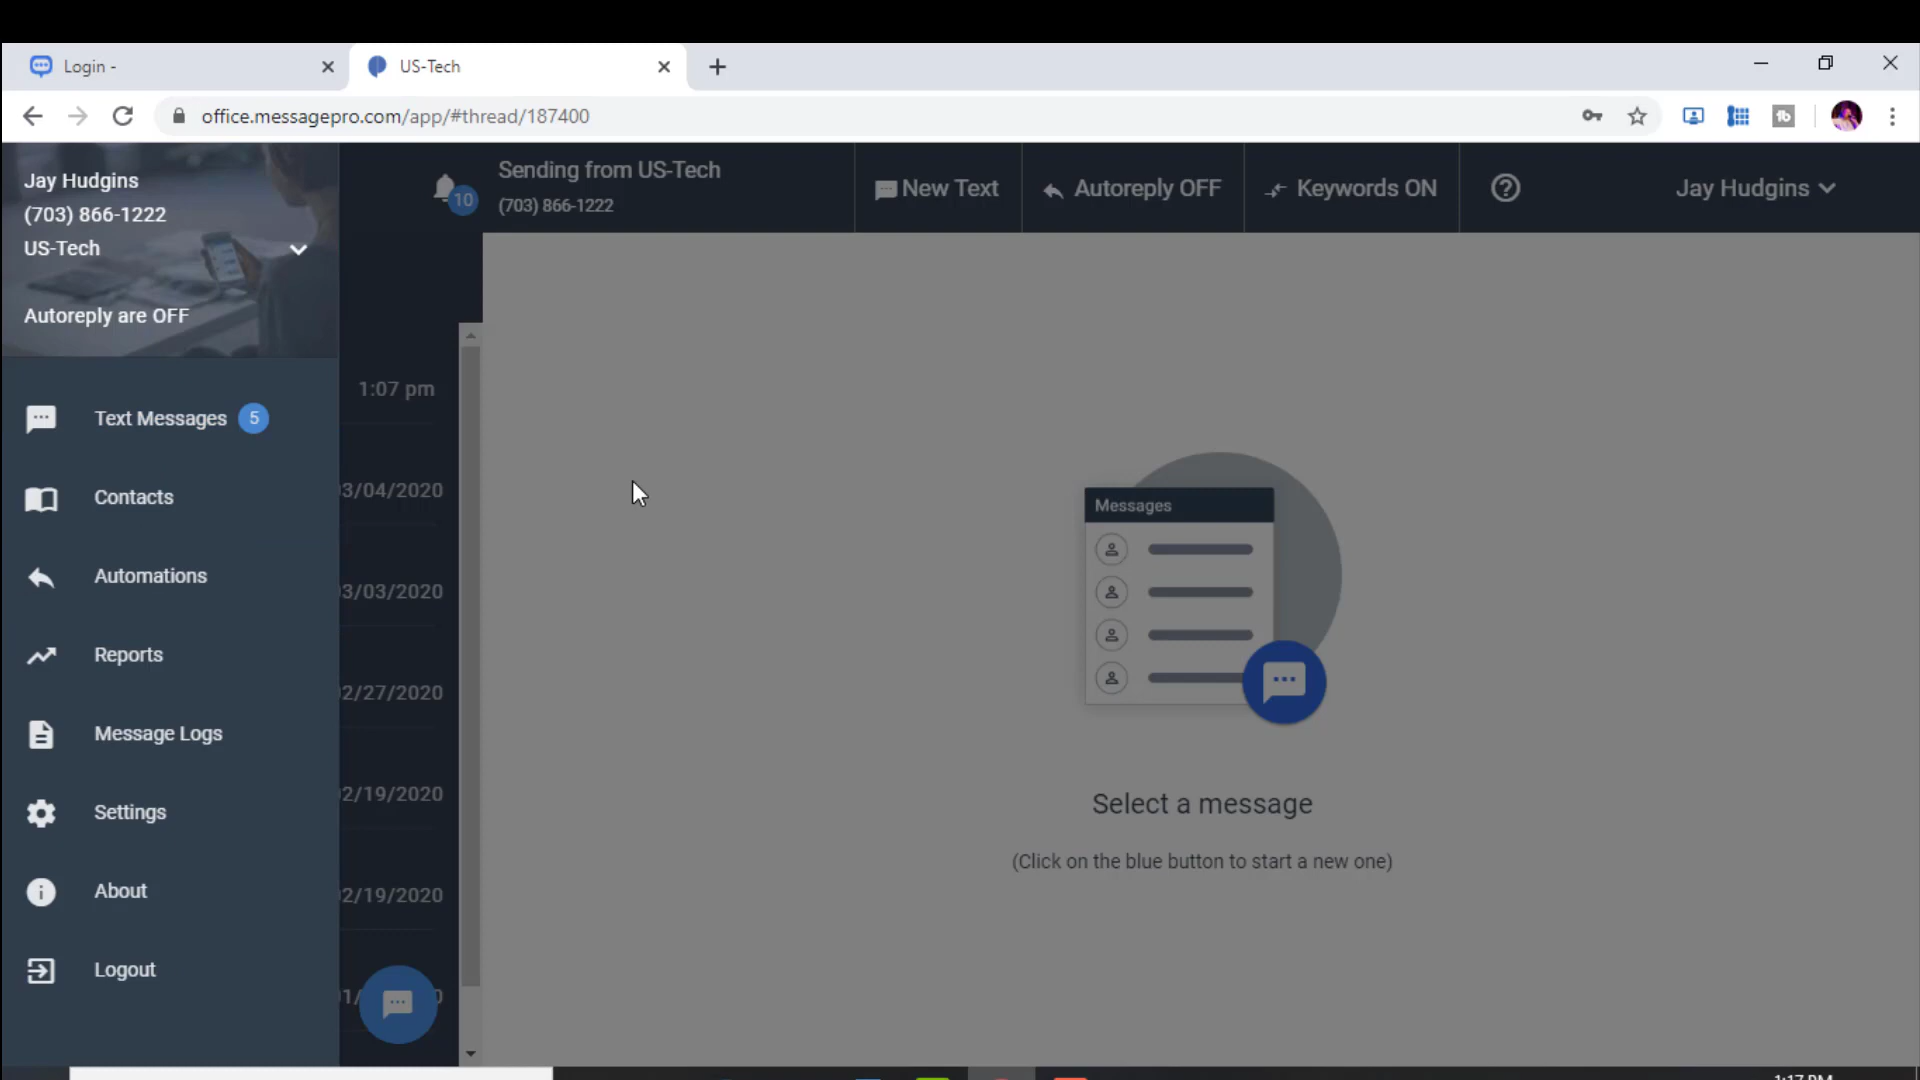 Login -
US-Tech
office.messagepro.com/app/#thread/187400
Jay Hudgins
(703) 866-1222
US-Tech
Autoreply are OFF
10
Sending from US-Tech
(703) 866-1222
New Text
Autoreply OFF
Keywords ON
Jay Hudgins
Text Messages 5
Contacts
Automations
Reports
Message Logs
Settings
About
Logout
1:07 pm
3/04/2020
3/03/2020
2/27/2020
2/19/2020
2/19/2020
Messages
Select a message
(Click on the blue button to start a new one)
1:17 PM